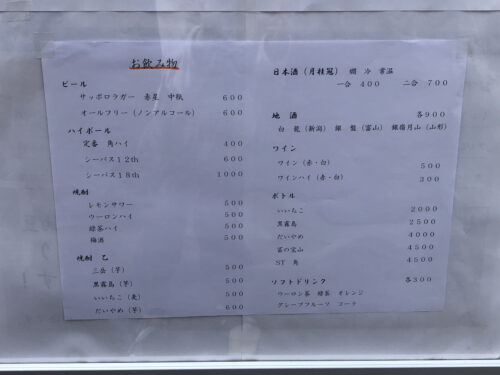 お飲み物
ビール
サッポロラガー 赤星 中瓶 600
オールフリー(ノンアルコール) 600
ハイボール
定番 角ハイ 400
シーバス12th 600
シーバス18th 1000
焼酎
レモンサワー 500
ウーロンハイ 500
緑茶ハイ 500
梅酒 500
焼酎 乙
三岳(芋) 500
黒霧島(芋) 500
いいちこ(麦) 500
だいやめ(芋) 600
日本酒(月桂冠) 燗 冷 常温
一合 400 二合 700
地 酒 各900
白 龍(新潟) 銀 盤(富山) 銀嶺月山(山形)
ワイン
ワイン(赤・白) 500
ワインハイ(赤・白) 300
ボトル
いいちこ 2000
黒霧島 2500
だいやめ 4000
富の宝山 4500
ST 角 4500
ソフトドリンク 各300
ウーロン茶 緑茶 オレンジ
グレープフルーツ コーラ